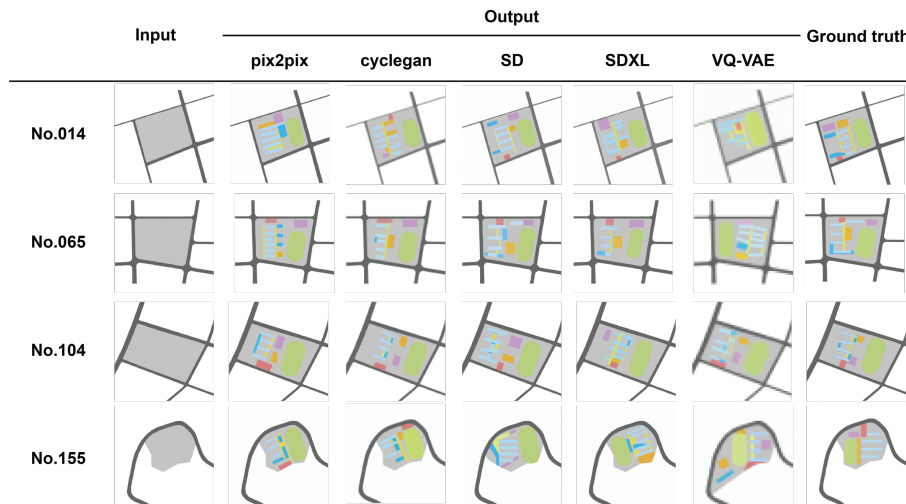 Input
Output
Ground truth
pix2pix
cyclegan
SD
SDXL
VQ-VAE
No.014
No.065
No.104
No.155